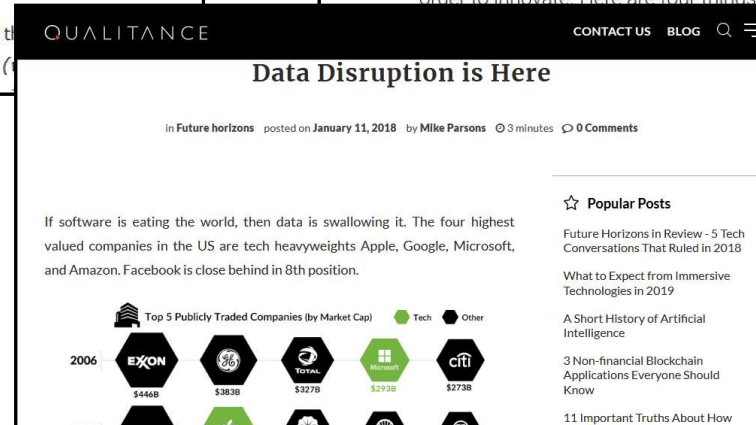 QUALITANCE
CONTACT US BLOG
Data Disruption is Here
in Future horizons posted on January 11, 2018 by Mike Parsons 3 minutes 0 Comments
If software is eating the world, then data is swallowing it. The four highest
valued companies in the US are tech heavyweights Apple, Google, Microsoft,
and Amazon. Facebook is close behind in 8th position.
Top 5 Publicly Traded Companies (by Market Cap) Tech Other
2006 EXXON GE TOTAL Microsoft citi
$446B $383B $327B $293B $273B
Popular Posts
Future Horizons in Review - 5 Tech
Conversations That Ruled in 2018
What to Expect from Immersive
Technologies in 2019
A Short History of Artificial
Intelligence
3 Non-financial Blockchain
Applications Everyone Should
Know
11 Important Truths About How